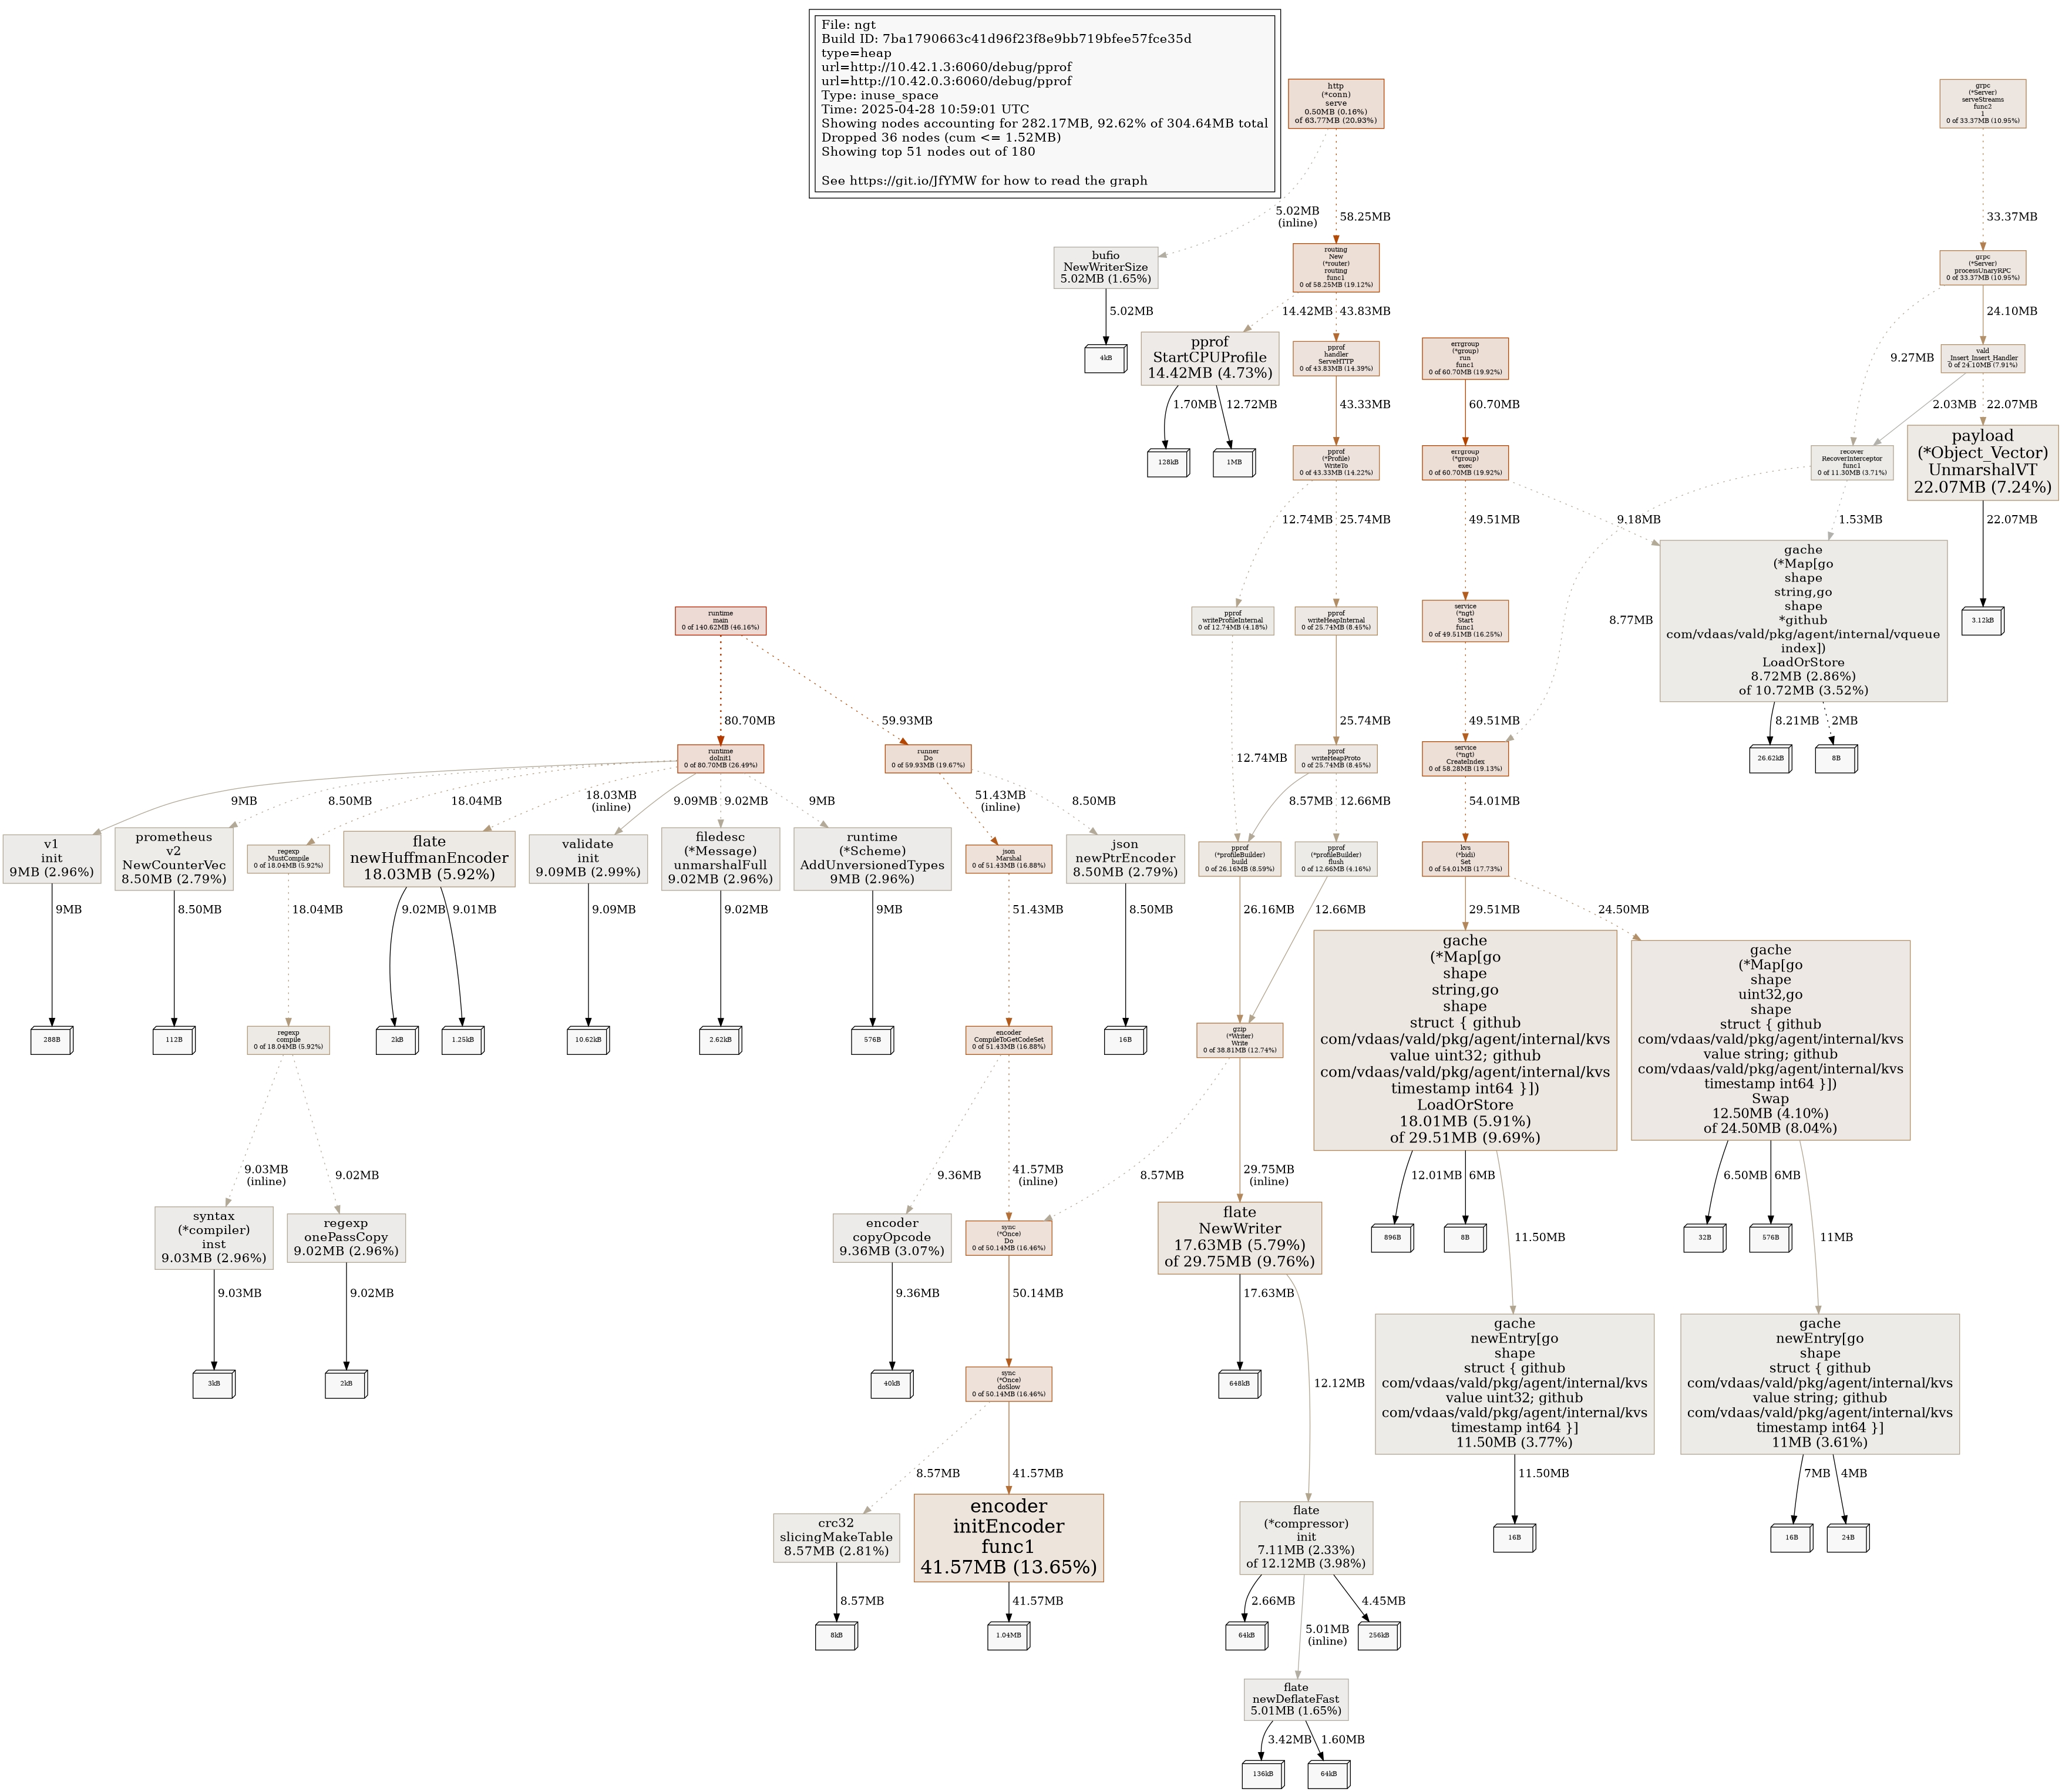 File: ngt
Build ID: 7ba1790663c41d96f23f8e9bb719bfee57fce35d
type=heap
url=http://10.42.1.3:6060/debug/pprof
url=http://10.42.0.3:6060/debug/pprof
Type: inuse_space
Time: 2025-04-28 10:59:01 UTC
Showing nodes accounting for 282.17MB, 92.62% of 304.64MB total
Dropped 36 nodes (cum <= 1.52MB)
Showing top 51 nodes out of 180
See https://git.io/JfYMW for how to read the graph
http
(*conn)
serve
0.50MB (0.16%)
of 63.77MB (20.93%)
grpc
(*Server)
serveStreams
func2
1
0 of 33.37MB (10.95%)
5.02MB
(inline)
58.25MB
33.37MB
bufio
NewWriterSize
5.02MB (1.65%)
routing
New
(*router)
routing
func1
0 of 58.25MB (19.12%)
grpc
(*Server)
processUnaryRPC
0 of 33.37MB (10.95%)
5.02MB
14.42MB
43.83MB
9.27MB
24.10MB
4kB
pprof
StartCPUProfile
14.42MB (4.73%)
pprof
handler
ServeHTTP
0 of 43.83MB (14.39%)
errgroup
(*group)
run
func1
0 of 60.70MB (19.92%)
vald
_Insert_Insert_Handler
0 of 24.10MB (7.91%)
1.70MB
12.72MB
43.33MB
60.70MB
2.03MB
22.07MB
128kB
1MB
pprof
(*Profile)
WriteTo
0 of 43.33MB (14.22%)
errgroup
(*group)
exec
0 of 60.70MB (19.92%)
recover
RecoverInterceptor
func1
0 of 11.30MB (3.71%)
payload
(*Object_Vector)
UnmarshalVT
22.07MB (7.24%)
12.74MB
25.74MB
49.51MB
9.18MB
1.53MB
22.07MB
8.77MB
runtime
main
0 of 140.62MB (46.16%)
pprof
writeProfileInternal
0 of 12.74MB (4.18%)
pprof
writeHeapInternal
0 of 25.74MB (8.45%)
service
(*ngt)
Start
func1
0 of 49.51MB (16.25%)
gache
(*Map[go
shape
string,go
shape
*github
com/vdaas/vald/pkg/agent/internal/vqueue
index])
LoadOrStore
8.72MB (2.86%)
of 10.72MB (3.52%)
3.12kB
80.70MB
59.93MB
12.74MB
25.74MB
49.51MB
8.21MB
2MB
26.62kB
8B
runtime
doInit1
0 of 80.70MB (26.49%)
runner
Do
0 of 59.93MB (19.67%)
pprof
writeHeapProto
0 of 25.74MB (8.45%)
service
(*ngt)
CreateIndex
0 of 58.28MB (19.13%)
9MB
8.50MB
18.04MB
18.03MB
(inline)
9.09MB
9.02MB
9MB
51.43MB
(inline)
8.50MB
8.57MB
12.66MB
54.01MB
v1
init
9MB (2.96%)
prometheus
v2
NewCounterVec
8.50MB (2.79%)
regexp
MustCompile
0 of 18.04MB (5.92%)
flate
newHuffmanEncoder
18.03MB (5.92%)
validate
init
9.09MB (2.99%)
filedesc
(*Message)
unmarshalFull
9.02MB (2.96%)
runtime
(*Scheme)
AddUnversionedTypes
9MB (2.96%)
json
Marshal
0 of 51.43MB (16.88%)
json
newPtrEncoder
8.50MB (2.79%)
pprof
(*profileBuilder)
build
0 of 26.16MB (8.59%)
pprof
(*profileBuilder)
flush
0 of 12.66MB (4.16%)
kvs
(*bidi)
Set
0 of 54.01MB (17.73%)
9MB
8.50MB
18.04MB
9.02MB
9.01MB
9.09MB
9.02MB
9MB
51.43MB
8.50MB
26.16MB
12.66MB
29.51MB
24.50MB
288B
112B
regexp
compile
0 of 18.04MB (5.92%)
2kB
1.25kB
10.62kB
2.62kB
576B
encoder
CompileToGetCodeSet
0 of 51.43MB (16.88%)
16B
gzip
(*Writer)
Write
0 of 38.81MB (12.74%)
gache
(*Map[go
shape
string,go
shape
struct { github
com/vdaas/vald/pkg/agent/internal/kvs
value uint32; github
com/vdaas/vald/pkg/agent/internal/kvs
timestamp int64 }])
LoadOrStore
18.01MB (5.91%)
of 29.51MB (9.69%)
gache
(*Map[go
shape
uint32,go
shape
struct { github
com/vdaas/vald/pkg/agent/internal/kvs
value string; github
com/vdaas/vald/pkg/agent/internal/kvs
timestamp int64 }])
Swap
12.50MB (4.10%)
of 24.50MB (8.04%)
9.03MB
(inline)
9.02MB
9.36MB
41.57MB
(inline)
8.57MB
29.75MB
(inline)
12.01MB
6MB
11.50MB
6.50MB
6MB
11MB
syntax
(*compiler)
inst
9.03MB (2.96%)
regexp
onePassCopy
9.02MB (2.96%)
encoder
copyOpcode
9.36MB (3.07%)
sync
(*Once)
Do
0 of 50.14MB (16.46%)
flate
NewWriter
17.63MB (5.79%)
of 29.75MB (9.76%)
896B
8B
32B
576B
9.03MB
9.02MB
9.36MB
50.14MB
17.63MB
12.12MB
3kB
2kB
40kB
sync
(*Once)
doSlow
0 of 50.14MB (16.46%)
648kB
gache
newEntry[go
shape
struct { github
com/vdaas/vald/pkg/agent/internal/kvs
value uint32; github
com/vdaas/vald/pkg/agent/internal/kvs
timestamp int64 }]
11.50MB (3.77%)
gache
newEntry[go
shape
struct { github
com/vdaas/vald/pkg/agent/internal/kvs
value string; github
com/vdaas/vald/pkg/agent/internal/kvs
timestamp int64 }]
11MB (3.61%)
8.57MB
41.57MB
11.50MB
7MB
4MB
crc32
slicingMakeTable
8.57MB (2.81%)
encoder
initEncoder
func1
41.57MB (13.65%)
flate
(*compressor)
init
7.11MB (2.33%)
of 12.12MB (3.98%)
16B
16B
24B
8.57MB
41.57MB
2.66MB
5.01MB
(inline)
4.45MB
8kB
1.04MB
64kB
256kB
flate
newDeflateFast
5.01MB (1.65%)
3.42MB
1.60MB
136kB
64kB